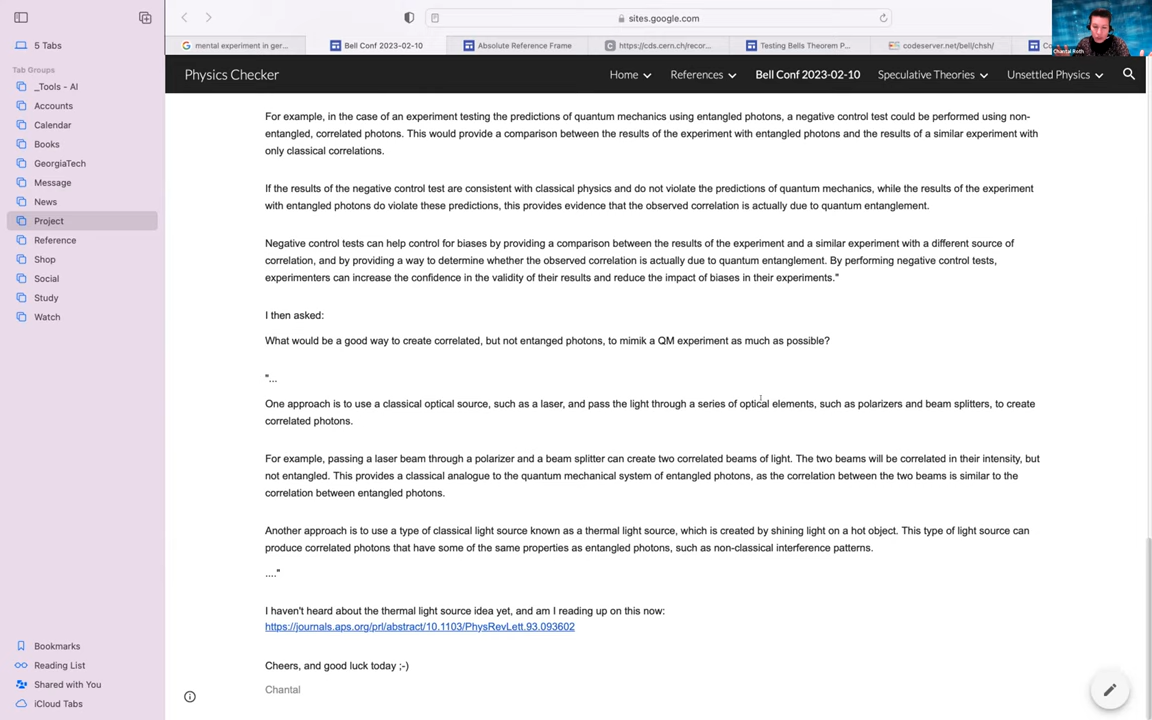 sites.google.com
5 Tabs
Tab Groups
_Tools - AI
Accounts
Calendar
Books
GeorgiaTech
Message
News
Project
Reference
Shop
Social
Study
Watch
Bookmarks
Reading List
Shared with You
iCloud Tabs
mental experiment in ger...
Bell Conf 2023-02-10
Absolute Reference Frame
https://cds.cern.ch/recor...
Testing Bells Theorem P...
codeserver.net/bell/chsh/
Chantal Roth
Physics Checker
Home
References
Bell Conf 2023-02-10
Speculative Theories
Unsettled Physics
For example, in the case of an experiment testing the predictions of quantum mechanics using entangled photons, a negative control test could be performed using non-
entangled, correlated photons. This would provide a comparison between the results of the experiment with entangled photons and the results of a similar experiment with
only classical correlations.
If the results of the negative control test are consistent with classical physics and do not violate the predictions of quantum mechanics, while the results of the experiment
with entangled photons do violate these predictions, this provides evidence that the observed correlation is actually due to quantum entanglement.
Negative control tests can help control for biases by providing a comparison between the results of the experiment and a similar experiment with a different source of
correlation, and by providing a way to determine whether the observed correlation is actually due to quantum entanglement. By performing negative control tests,
experimenters can increase the confidence in the validity of their results and reduce the impact of biases in their experiments."
I then asked:
What would be a good way to create correlated, but not entanged photons, to mimik a QM experiment as much as possible?
"...
One approach is to use a classical optical source, such as a laser, and pass the light through a series of optical elements, such as polarizers and beam splitters, to create
correlated photons.
For example, passing a laser beam through a polarizer and a beam splitter can create two correlated beams of light. The two beams will be correlated in their intensity, but
not entangled. This provides a classical analogue to the quantum mechanical system of entangled photons, as the correlation between the two beams is similar to the
correlation between entangled photons.
Another approach is to use a type of classical light source known as a thermal light source, which is created by shining light on a hot object. This type of light source can
produce correlated photons that have some of the same properties as entangled photons, such as non-classical interference patterns.
...."
I haven't heard about the thermal light source idea yet, and am I reading up on this now:
https://journals.aps.org/prl/abstract/10.1103/PhysRevLett.93.093602
Cheers, and good luck today ;-)
Chantal